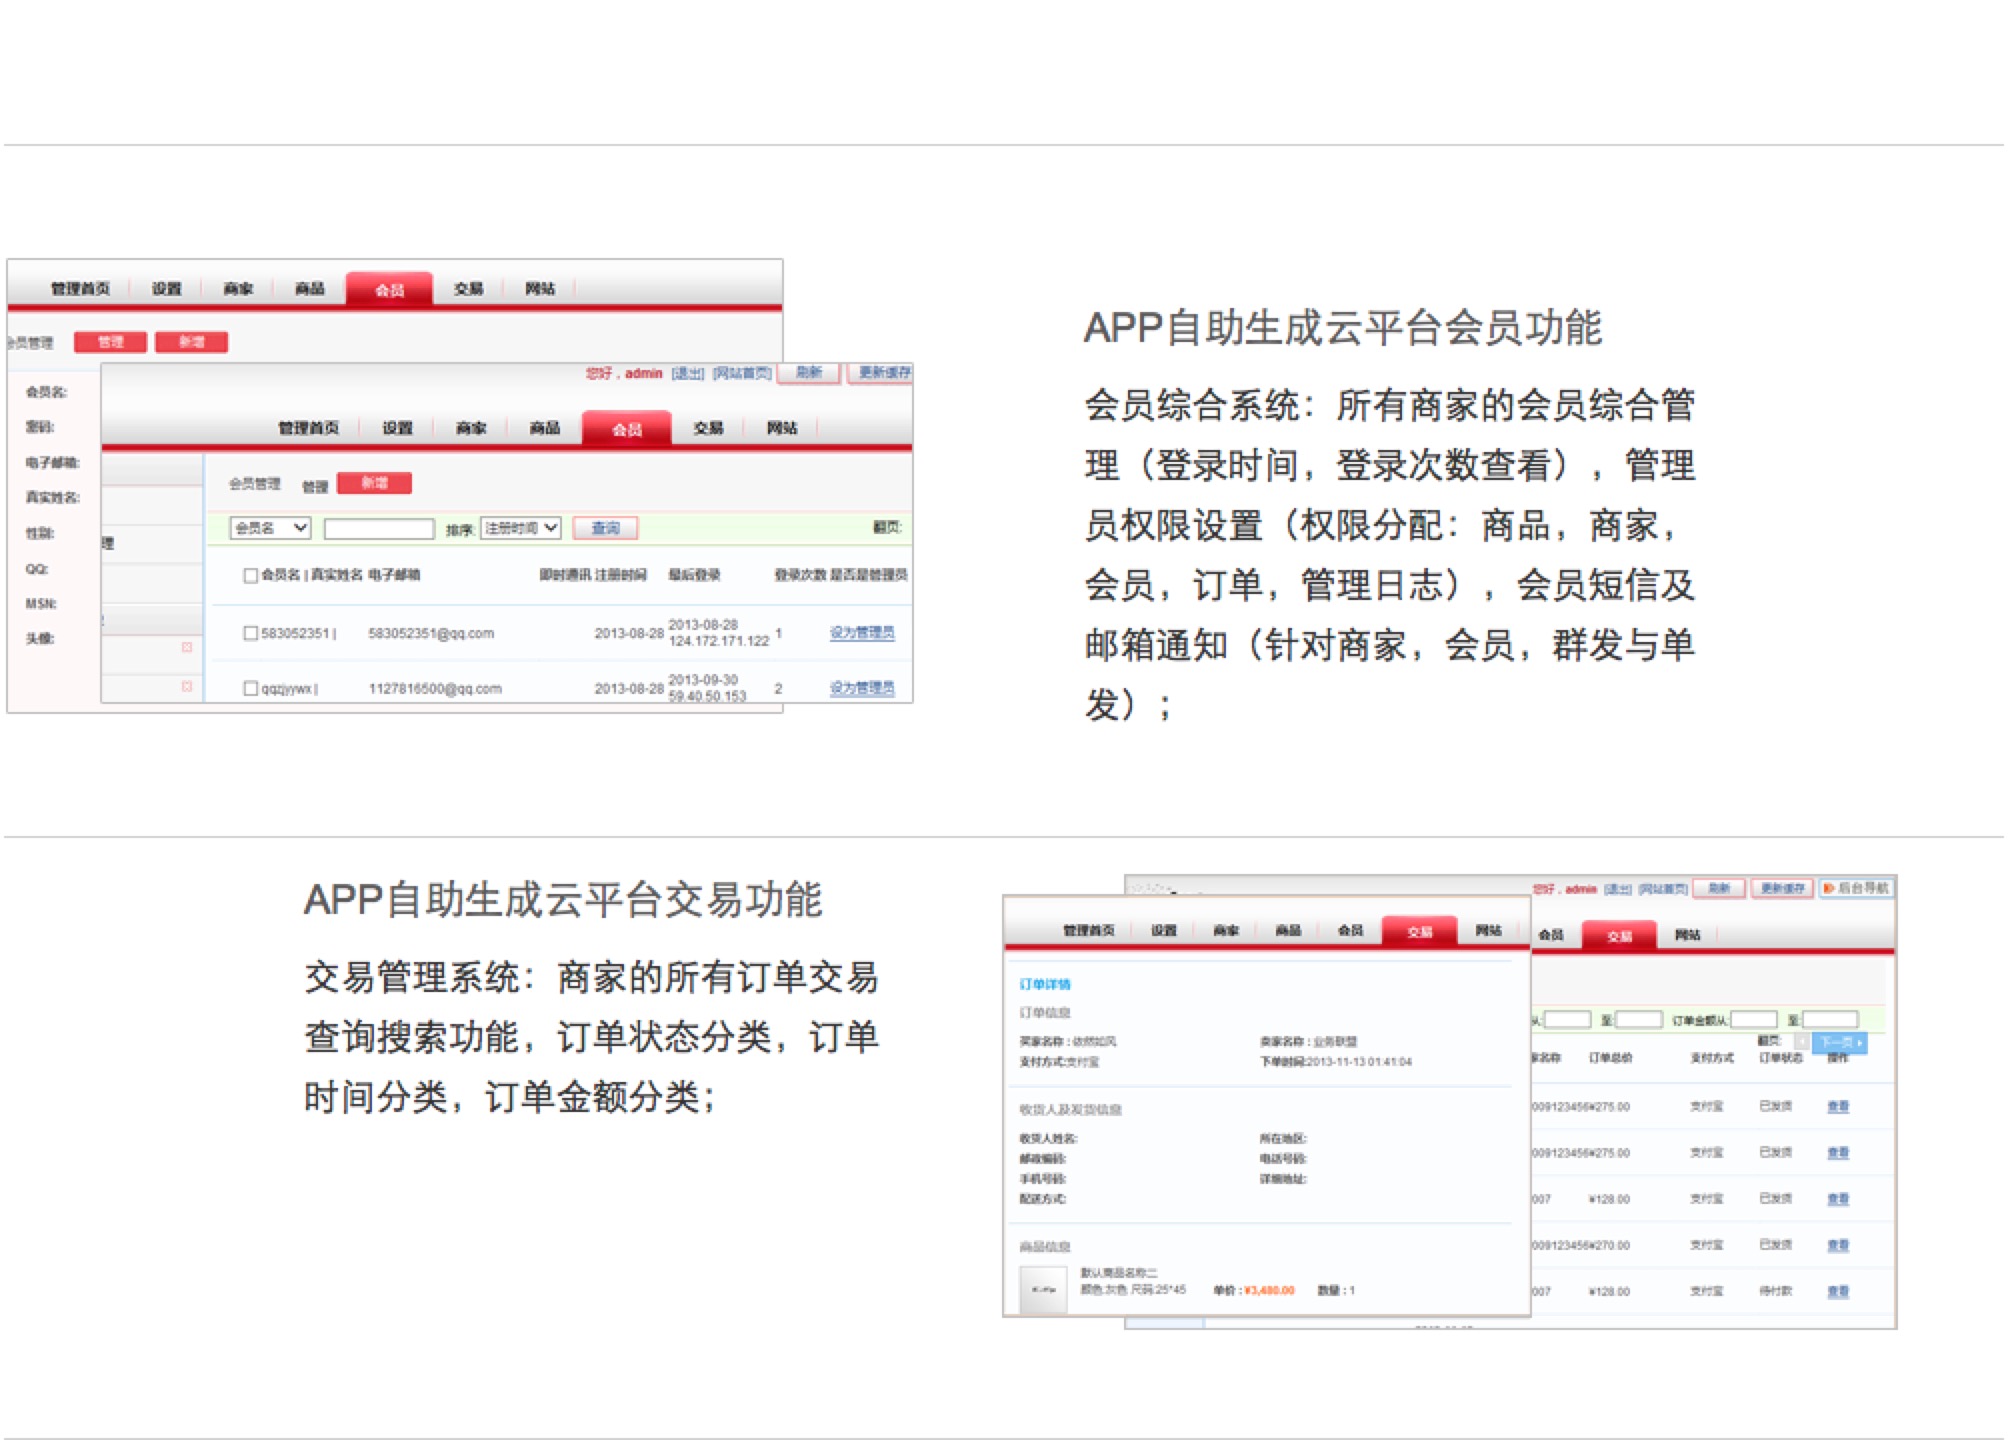 管理首页 设置 商家 商品 会员 交易 网站
会员管理 管理 新增
会员名:
密码:
电子邮箱:
真实姓名:
性别:
QQ:
MSN:
头像:
您好，admin [退出] [网站首页] 刷新 更新缓存
管理首页 设置 商家 商品 会员 交易 网站
会员管理 管理 新增
会员名 排序: 注册时间 查询 翻页:
会员名 | 真实姓名 电子邮箱 即时通讯 注册时间 最后登录 登录次数 是否是管理员
理
583052351 | 583052351@qq.com 2013-08-28 2013-08-28 124.172.171.122 1 设为管理员
qqzjywx | 1127816500@qq.com 2013-08-28 2013-09-30 59.40.50.153 2 设为管理员
APP自助生成云平台会员功能
会员综合系统：所有商家的会员综合管
理（登录时间，登录次数查看），管理
员权限设置（权限分配：商品，商家，
会员，订单，管理日志），会员短信及
邮箱通知（针对商家，会员，群发与单
发）；
APP自助生成云平台交易功能
交易管理系统：商家的所有订单交易
查询搜索功能，订单状态分类，订单
时间分类，订单金额分类；
您好，admin [退出] [网站首页] 刷新 更新缓存 后台导航
管理首页 设置 商家 商品 会员 交易 网站
会员 交易 网站
订单详情
订单信息
买家名称：依然如风 卖家名称：业务联盟
支付方式:支付宝 下单时间:2013-11-13 01:41:04
收货人及发货信息
收货人姓名: 所在地区:
邮政编码: 电话号码:
手机号码: 详细地址:
配送方式:
商品信息
默认商品名称二
颜色:灰色 尺码:25*45 单价：¥3,480.00 数量：1
从: 至: 订单金额从: 至:
翻页: 下一页
家名称 订单总价 支付方式 订单状态 操作
009123456¥275.00 支付宝 已发货 查看
009123456¥275.00 支付宝 已发货 查看
007 ¥128.00 支付宝 已发货 查看
009123456¥270.00 支付宝 已发货 查看
007 ¥128.00 支付宝 待付款 查看